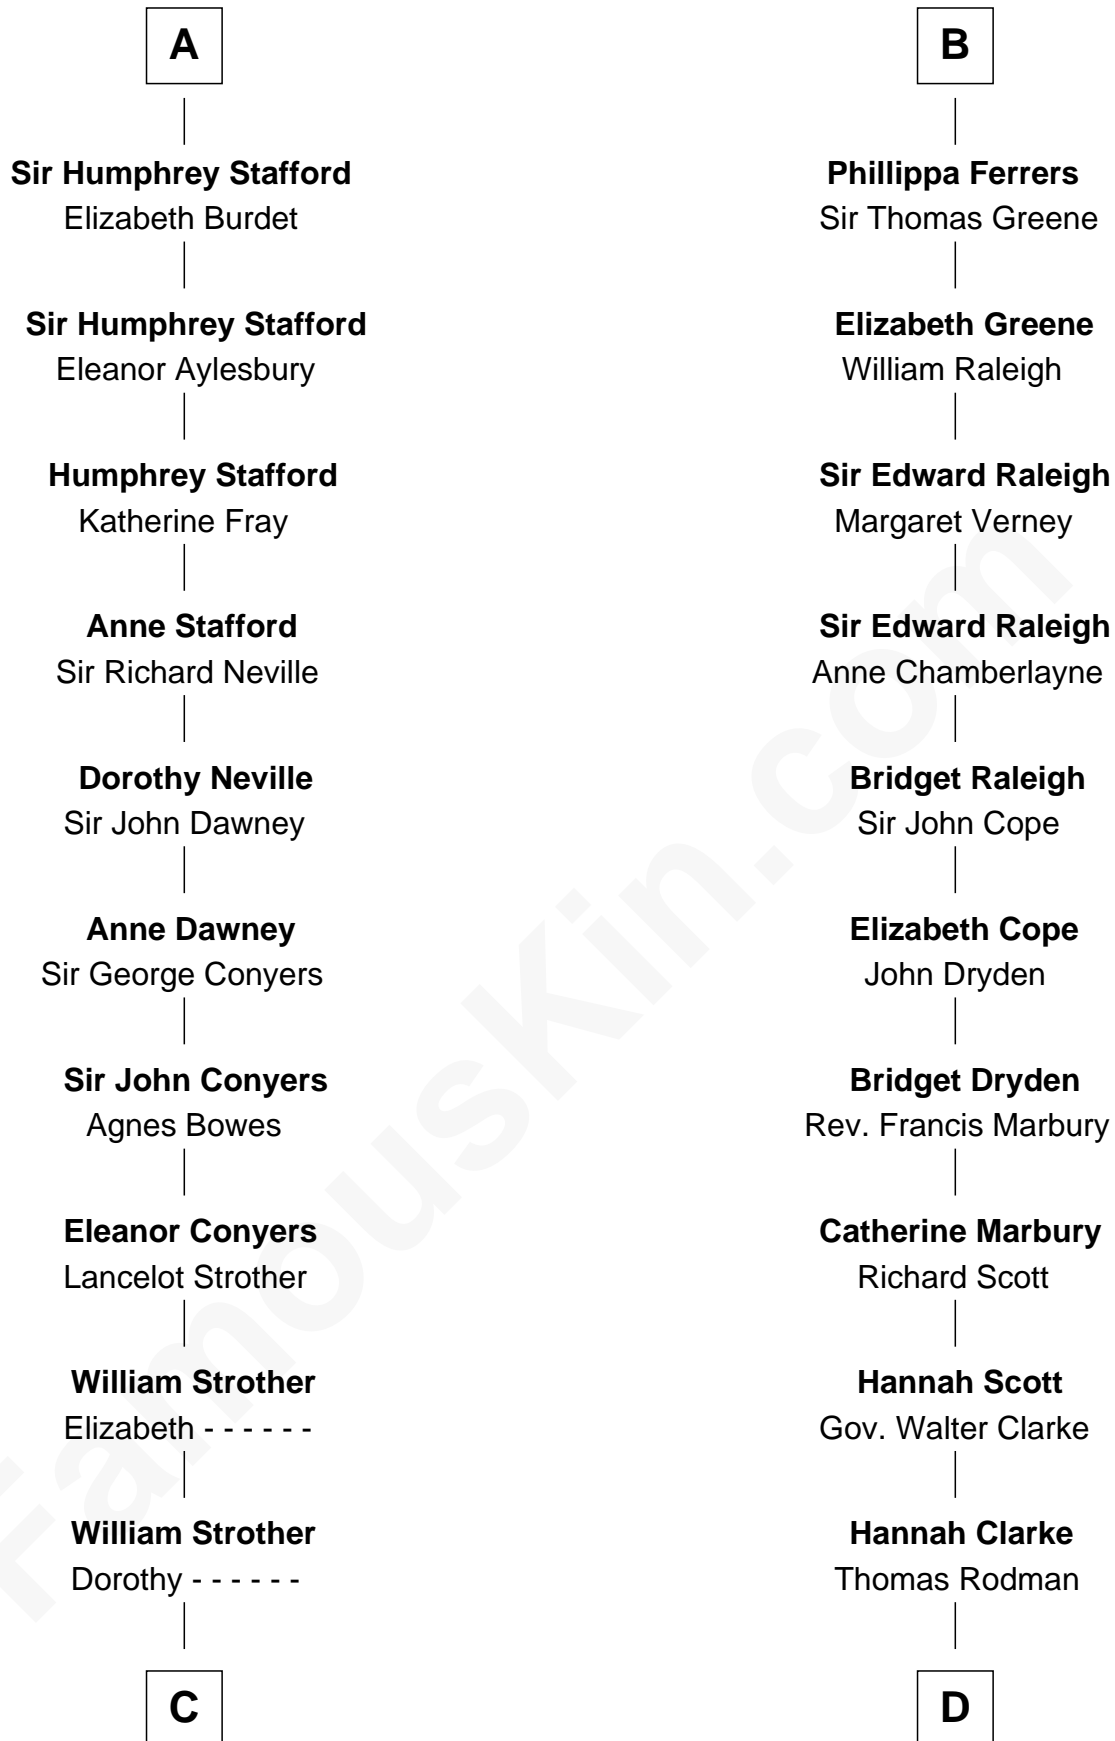 A
Sir Humphrey Stafford
Elizabeth Burdet
Sir Humphrey Stafford
Eleanor Aylesbury
Humphrey Stafford
Katherine Fray
Anne Stafford
Sir Richard Neville
Dorothy Neville
Sir John Dawney
Anne Dawney
Sir George Conyers
Sir John Conyers
Agnes Bowes
Eleanor Conyers
Lancelot Strother
William Strother
Elizabeth - - - - - -
William Strother
Dorothy - - - - - -
C
B
Phillippa Ferrers
Sir Thomas Greene
Elizabeth Greene
William Raleigh
Sir Edward Raleigh
Margaret Verney
Sir Edward Raleigh
Anne Chamberlayne
Bridget Raleigh
Sir John Cope
Elizabeth Cope
John Dryden
Bridget Dryden
Rev. Francis Marbury
Catherine Marbury
Richard Scott
Hannah Scott
Gov. Walter Clarke
Hannah Clarke
Thomas Rodman
D
FamousKin.com